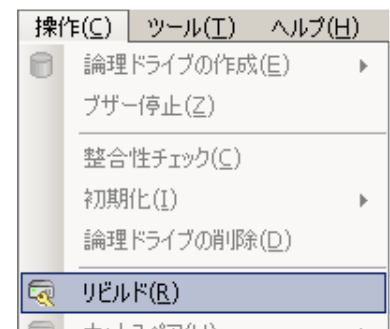 操作(C) ツール(T) ヘルプ(H)
論理ドライブの作成(E)
ブザー停止(Z)
整合性チェック(C)
初期化(I)
論理ドライブの削除(D)
リビルド(R)